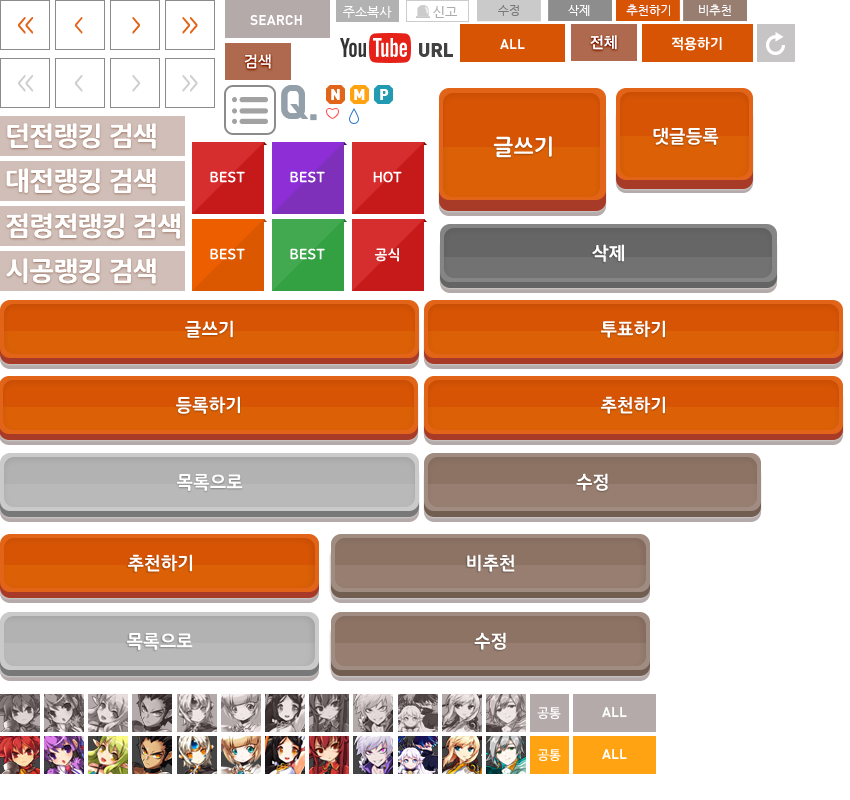 SEARCH
주소복사
신고
수정
삭제
추천하기
비추천
검색
YouTube URL
ALL
전체
적용하기
Q.
N M P
던전랭킹 검색
대전랭킹 검색
점령전랭킹 검색
시공랭킹 검색
BEST
BEST
HOT
BEST
BEST
공식
글쓰기
댓글등록
삭제
글쓰기
투표하기
등록하기
추천하기
목록으로
수정
추천하기
비추천
목록으로
수정
공통
ALL
공통
ALL